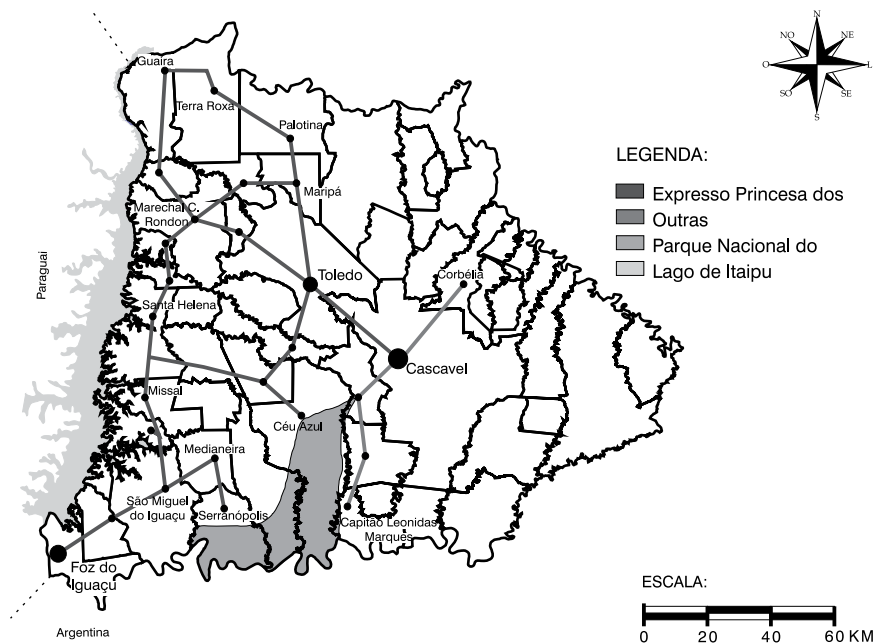 N
NO
NE
O
L
SO
SE
S
Guaira
Terra Roxa
Palotina
Maripá
Marechal C.
Rondon
Paraguai
Toledo
Corbélia
Santa Helena
Cascavel
Missal
Céu Azul
Medianeira
São Miguel
do Iguaçu
Serranópolis
Capitão Leonidas
Marques
Foz do
Iguaçu
Argentina
LEGENDA:
Expresso Princesa dos
Outras
Parque Nacional do
Lago de Itaipu
ESCALA:
0 20 40 60 KM